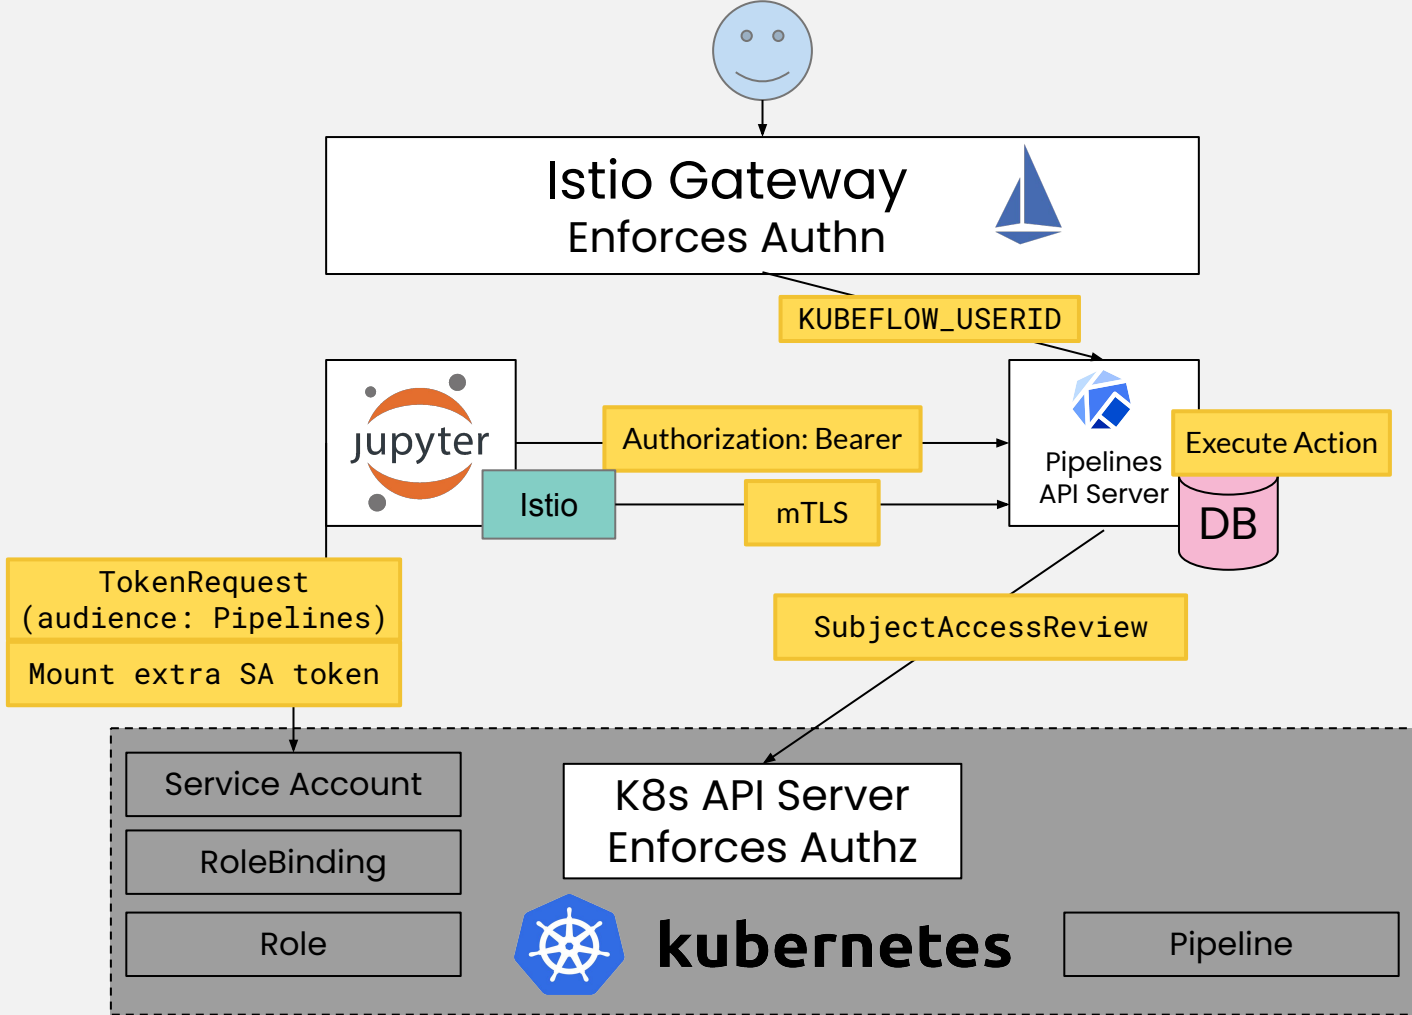 Istio Gateway
Enforces Authn
KUBEFLOW_USERID
jupyter
Authorization: Bearer
Pipelines
API Server
Execute Action
Istio
mTLS
DB
TokenRequest
(audience: Pipelines)
Mount extra SA token
SubjectAccessReview
Service Account
RoleBinding
Role
K8s API Server
Enforces Authz
kubernetes
Pipeline